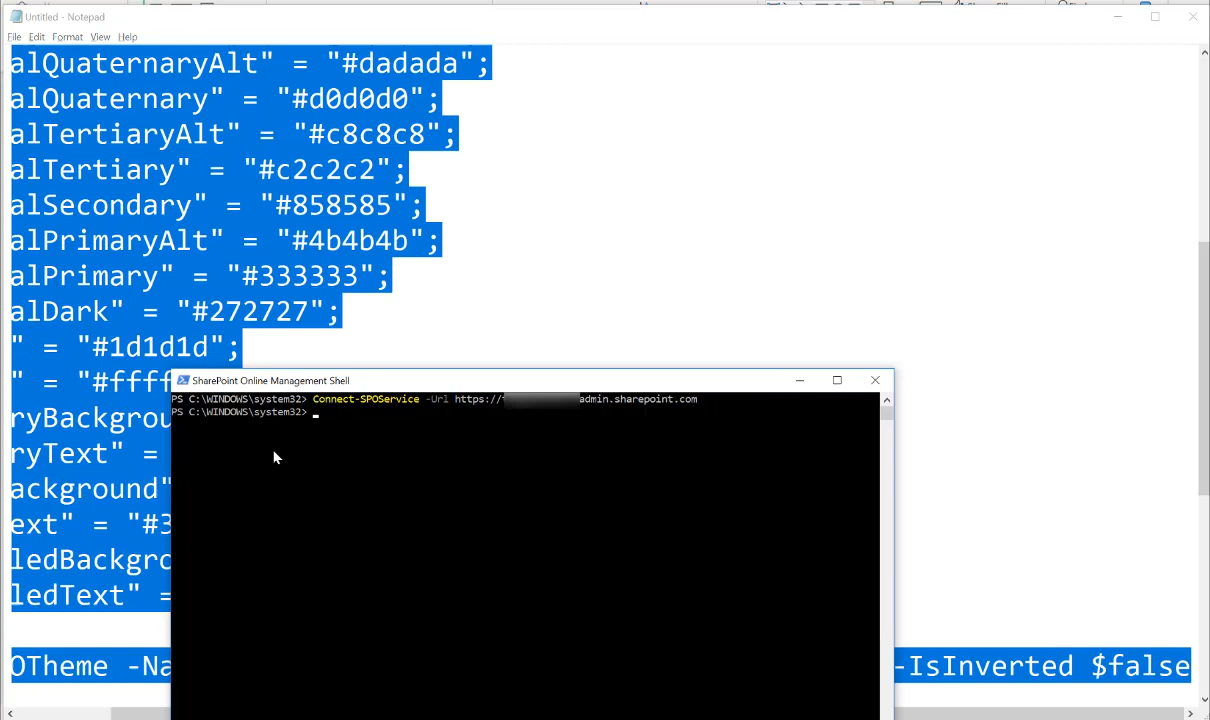 Untitled - Notepad
File Edit Format View Help
alQuaternaryAlt" = "#dadada";
alQuaternary" = "#d0d0d0";
alTertiaryAlt" = "#c8c8c8";
alTertiary" = "#c2c2c2";
alSecondary" = "#858585";
alPrimaryAlt" = "#4b4b4b";
alPrimary" = "#333333";
alDark" = "#272727";
" = "#1d1d1d";
" = "#ffff
SharePoint Online Management Shell
PS C:\WINDOWS\system32> Connect-SPOService -Url https:// admin.sharepoint.com
PS C:\WINDOWS\system32>
ryBackgrou
ryText" =
ackground"
ext" = "#3
ledBackgro
ledText" =
OTheme -Na -IsInverted $false